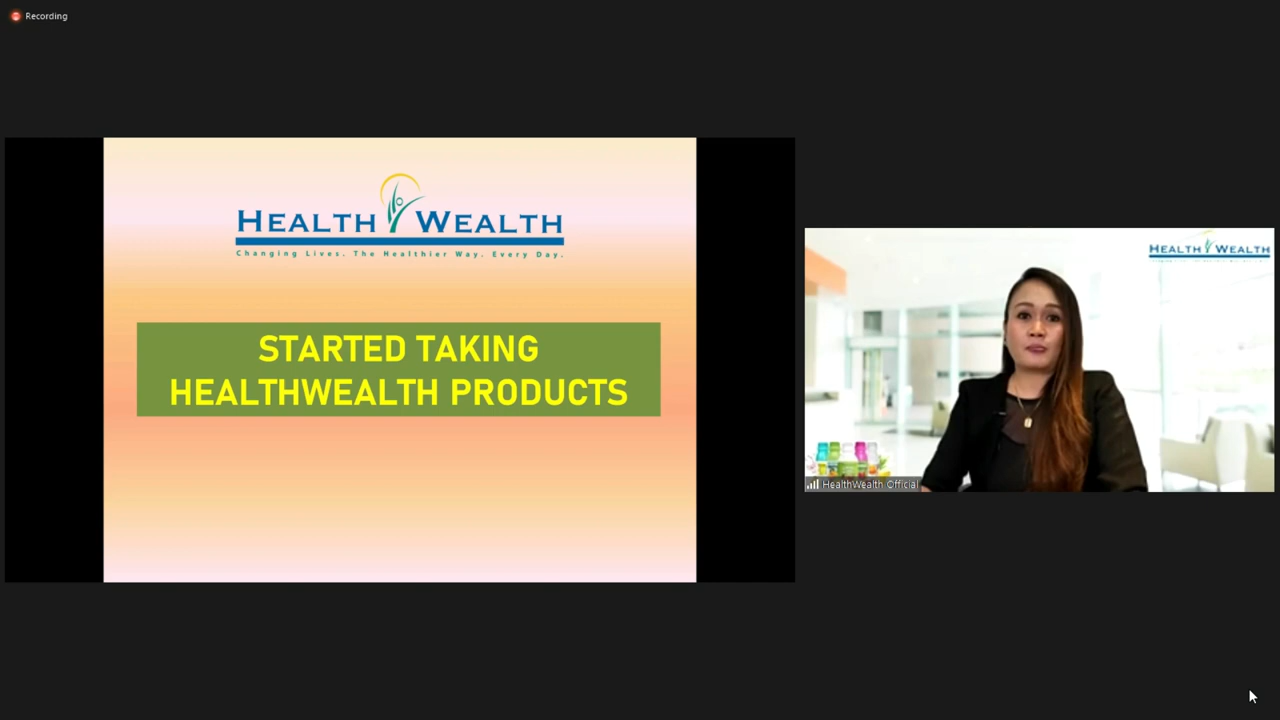 Recording
HEALTH WEALTH
Changing Lives. The Healthier Way. Every Day.
STARTED TAKING
HEALTHWEALTH PRODUCTS
HEALTH WEALTH
HealthWealth Official